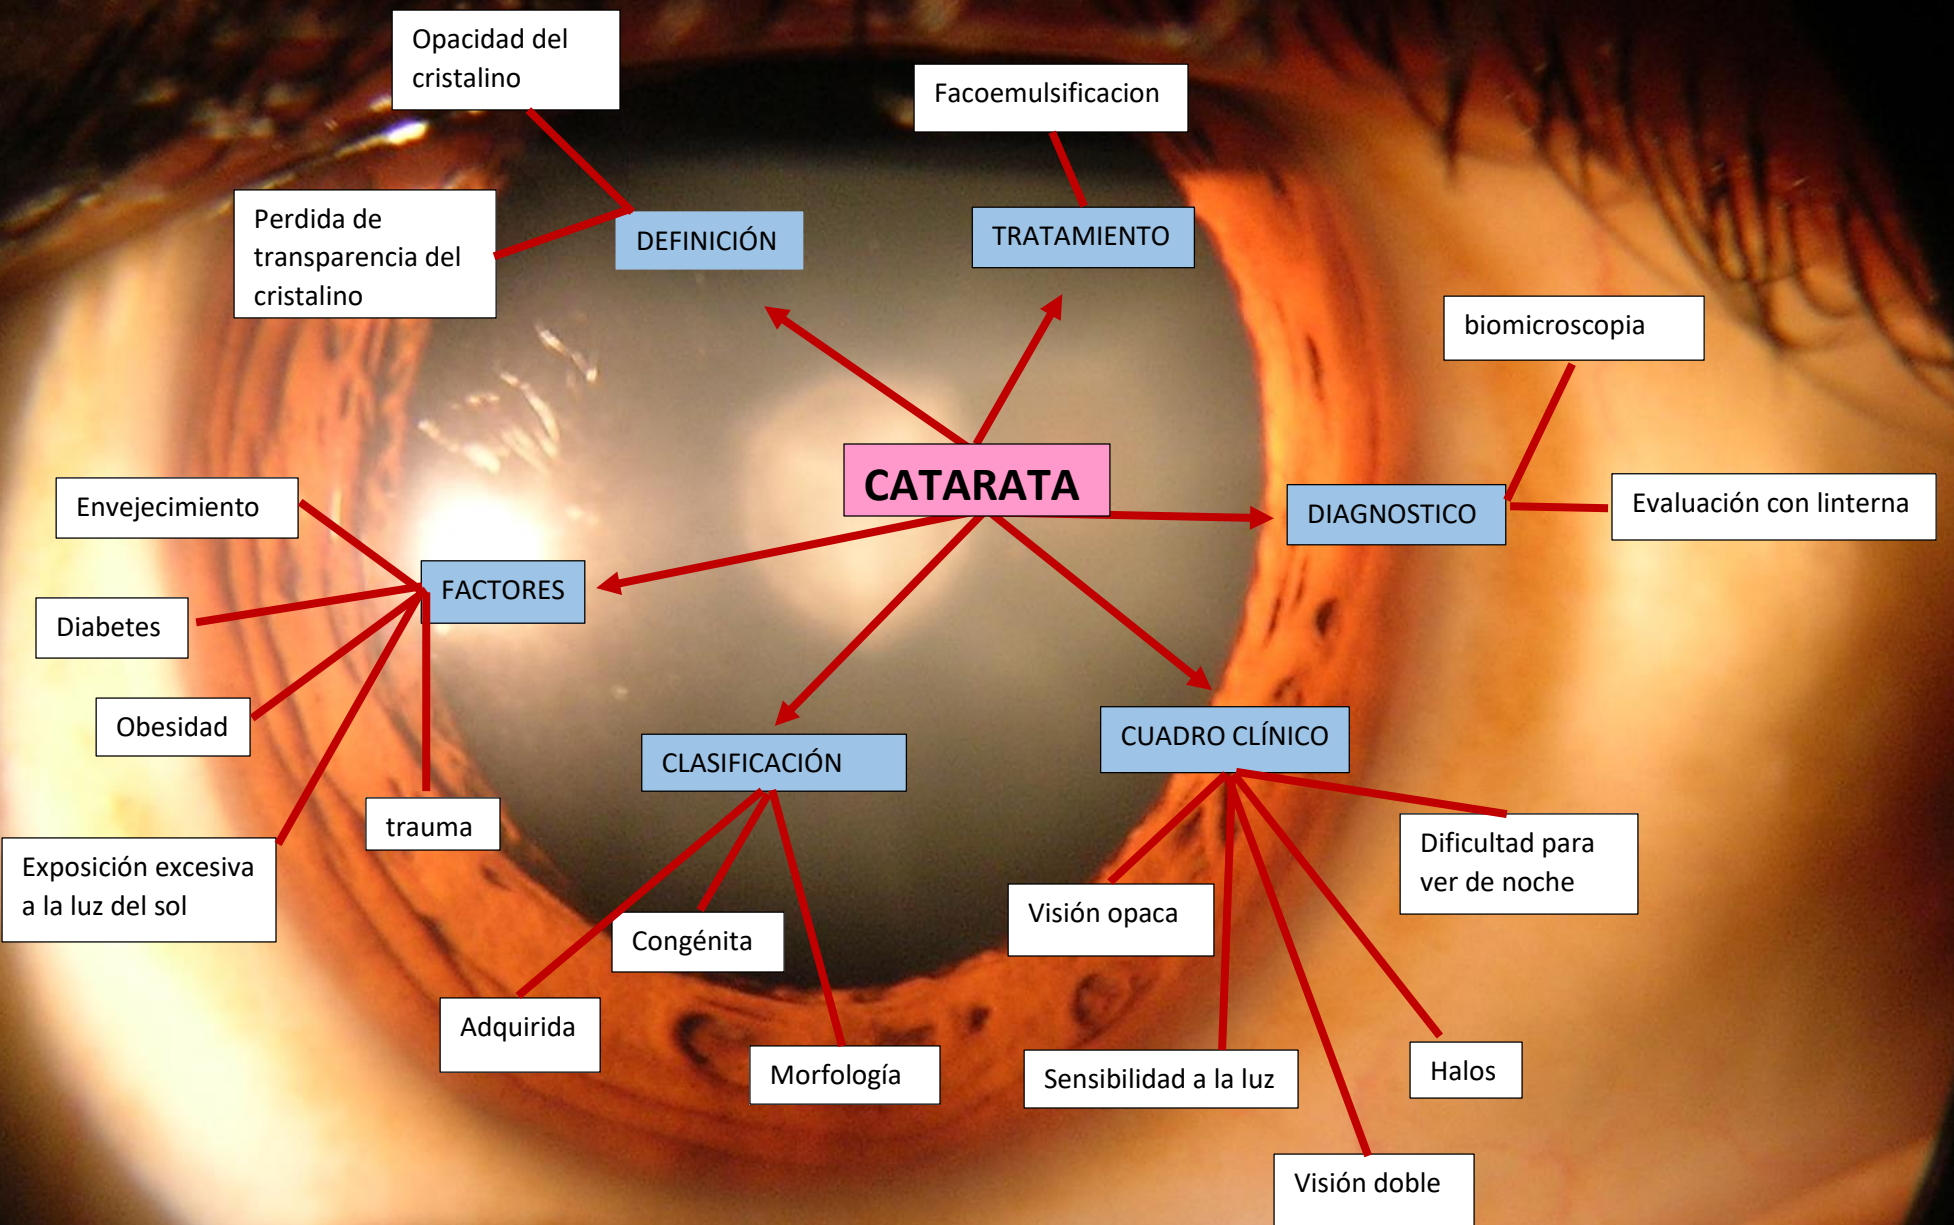 Opacidad del
cristalino
Facoemulsificacion
Perdida de
transparencia del
cristalino
DEFINICIÓN
TRATAMIENTO
biomicroscopia
CATARATA
Envejecimiento
DIAGNOSTICO
Evaluación con linterna
FACTORES
Diabetes
Obesidad
CLASIFICACIÓN
CUADRO CLÍNICO
trauma
Exposición excesiva
a la luz del sol
Dificultad para
ver de noche
Visión opaca
Congénita
Adquirida
Morfología
Sensibilidad a la luz
Halos
Visión doble